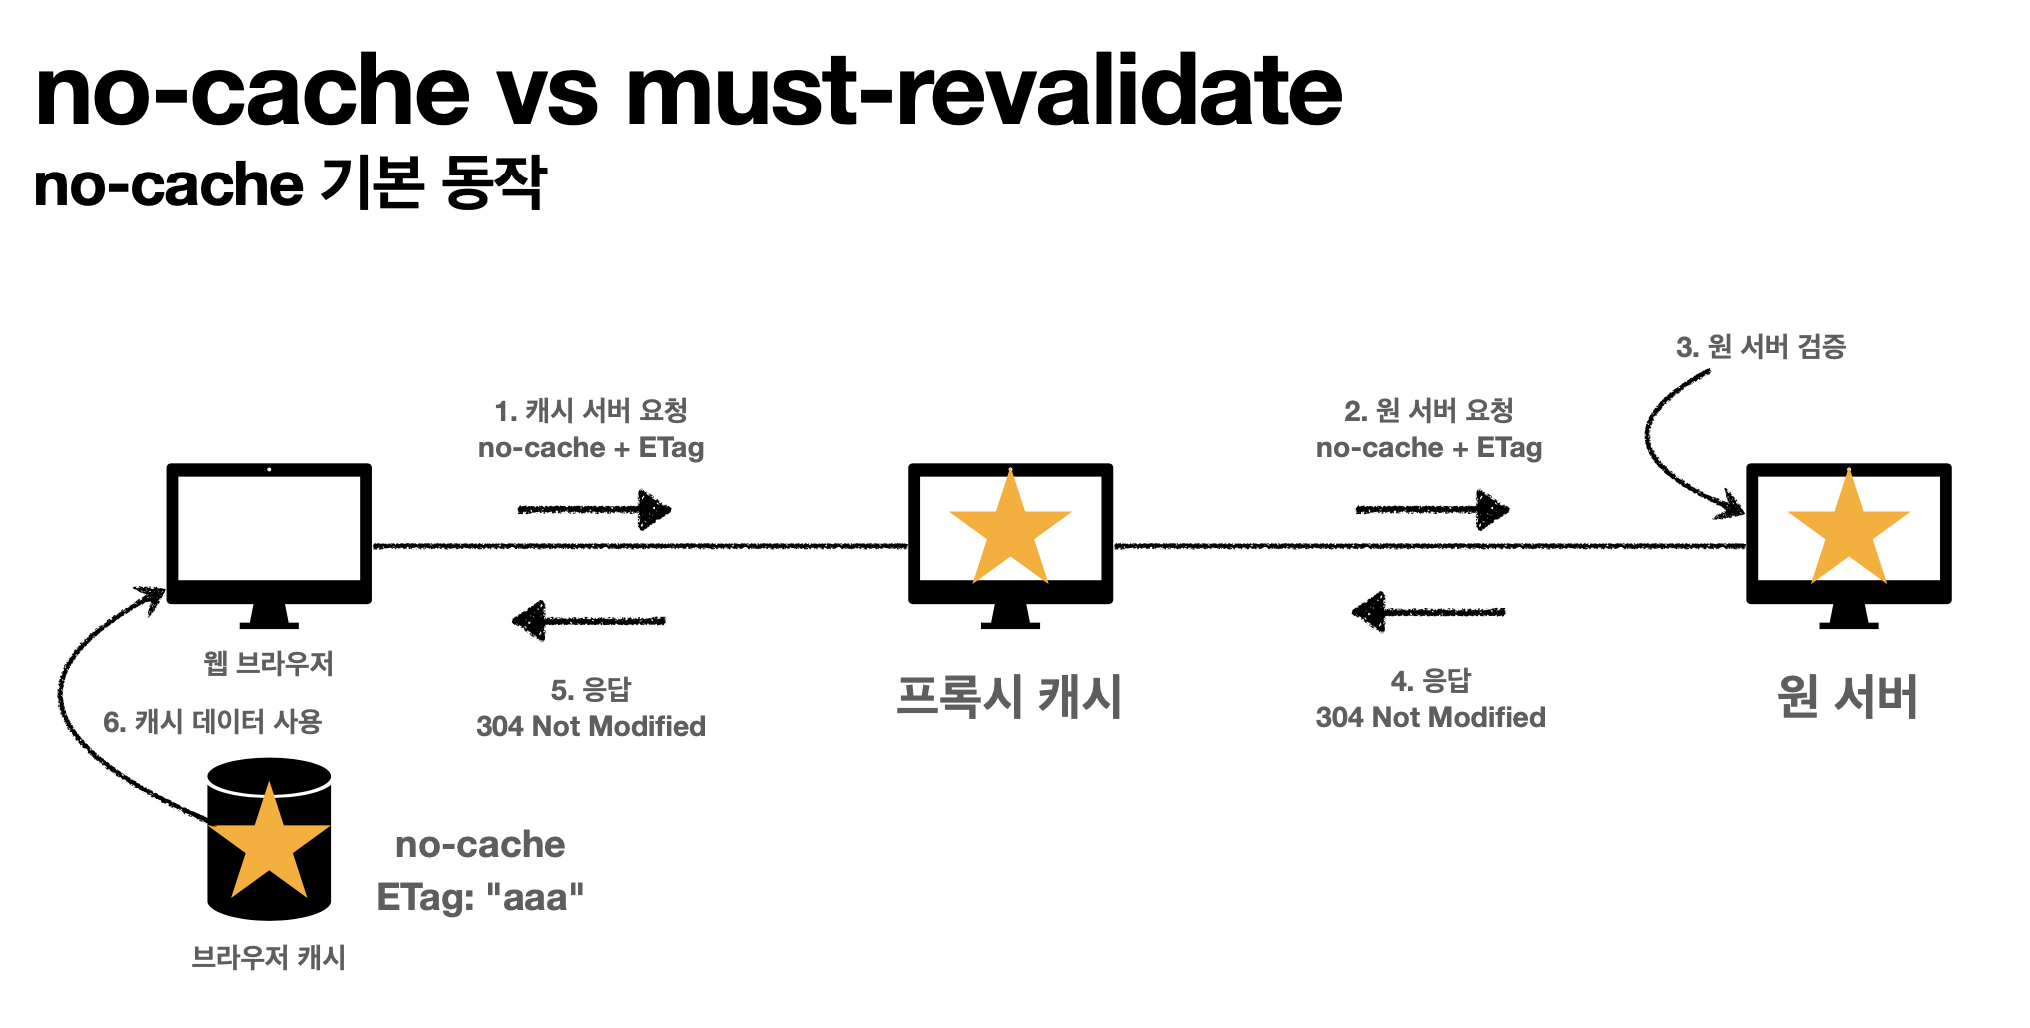 no-cache vs must-revalidate
no-cache 기본 동작
3. 원 서버 검증
1. 캐시 서버 요청
no-cache + ETag
2. 원 서버 요청
no-cache + ETag
웹 브라우저
프록시 캐시
원 서버
5. 응답
304 Not Modified
4. 응답
304 Not Modified
6. 캐시 데이터 사용
no-cache
ETag: "aaa"
브라우저 캐시